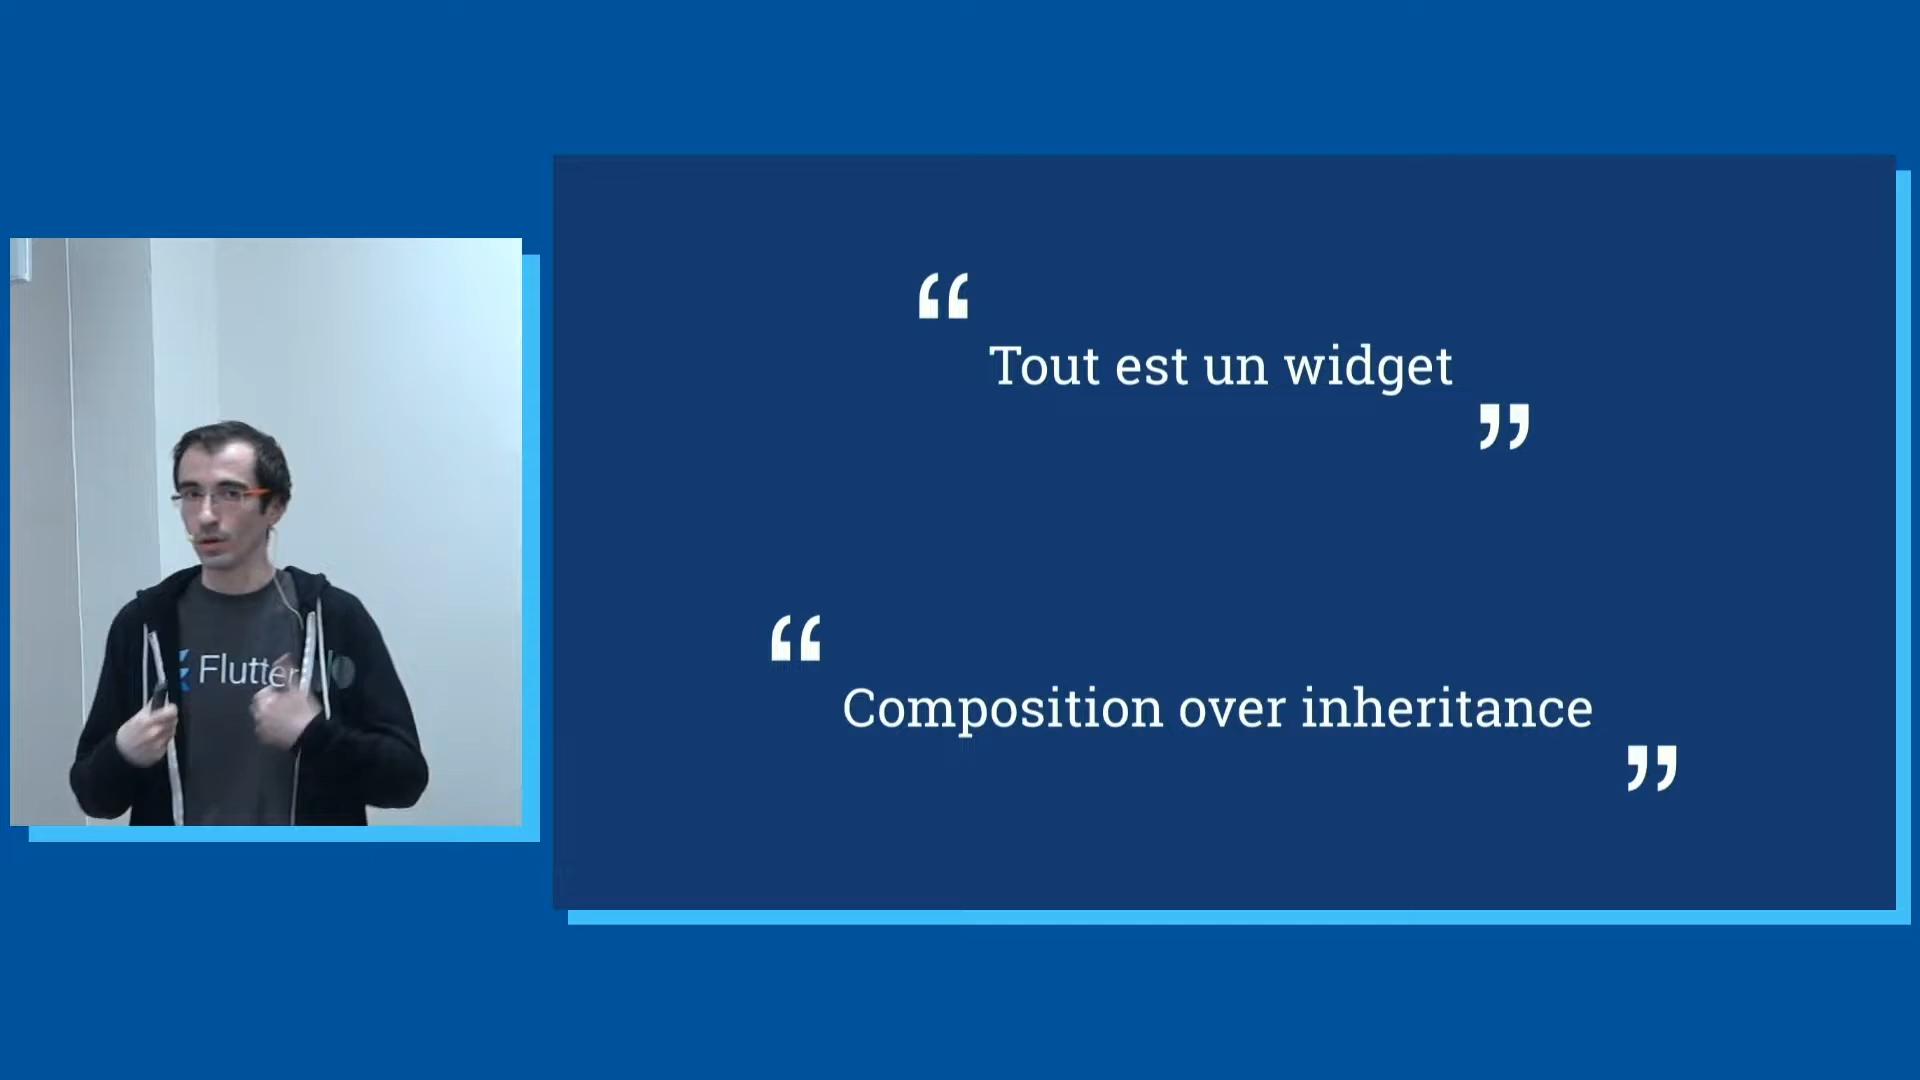 “
Tout est un widget
”
“
Composition over inheritance
”
Flutter